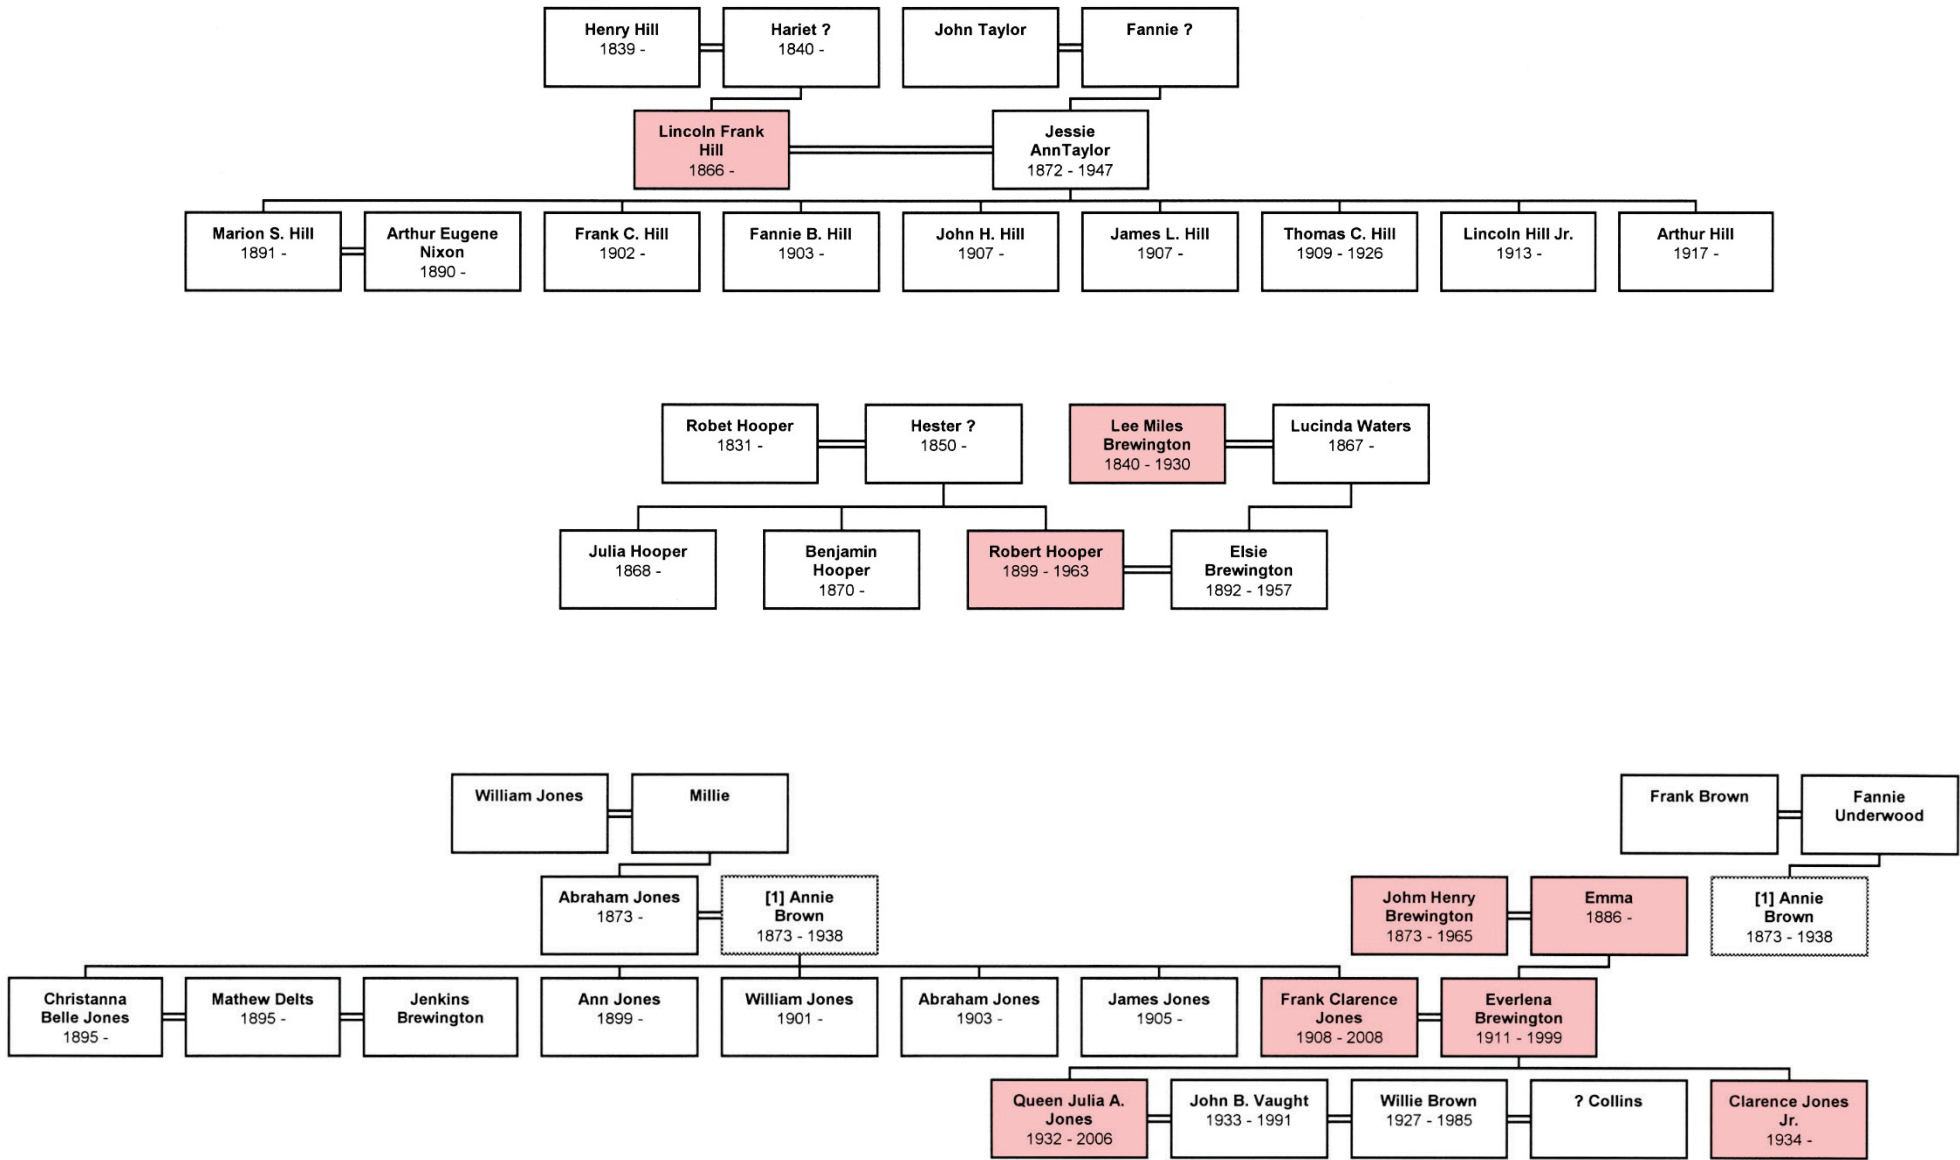 Henry Hill
1839 -
Hariet ?
1840 -
John Taylor
Fannie ?
Lincoln Frank
Hill
1866 -
Jessie
AnnTaylor
1872 - 1947
Marion S. Hill
1891 -
Arthur Eugene
Nixon
1890 -
Frank C. Hill
1902 -
Fannie B. Hill
1903 -
John H. Hill
1907 -
James L. Hill
1907 -
Thomas C. Hill
1909 - 1926
Lincoln Hill Jr.
1913 -
Arthur Hill
1917 -
Robet Hooper
1831 -
Hester ?
1850 -
Lee Miles
Brewington
1840 - 1930
Lucinda Waters
1867 -
Julia Hooper
1868 -
Benjamin
Hooper
1870 -
Robert Hooper
1899 - 1963
Elsie
Brewington
1892 - 1957
William Jones
Millie
Frank Brown
Fannie
Underwood
Abraham Jones
1873 -
[1] Annie
Brown
1873 - 1938
Johm Henry
Brewington
1873 - 1965
Emma
1886 -
[1] Annie
Brown
1873 - 1938
Christanna
Belle Jones
1895 -
Mathew Delts
1895 -
Jenkins
Brewington
Ann Jones
1899 -
William Jones
1901 -
Abraham Jones
1903 -
James Jones
1905 -
Frank Clarence
Jones
1908 - 2008
Everlena
Brewington
1911 - 1999
Queen Julia A.
Jones
1932 - 2006
John B. Vaught
1933 - 1991
Willie Brown
1927 - 1985
? Collins
Clarence Jones
Jr.
1934 -